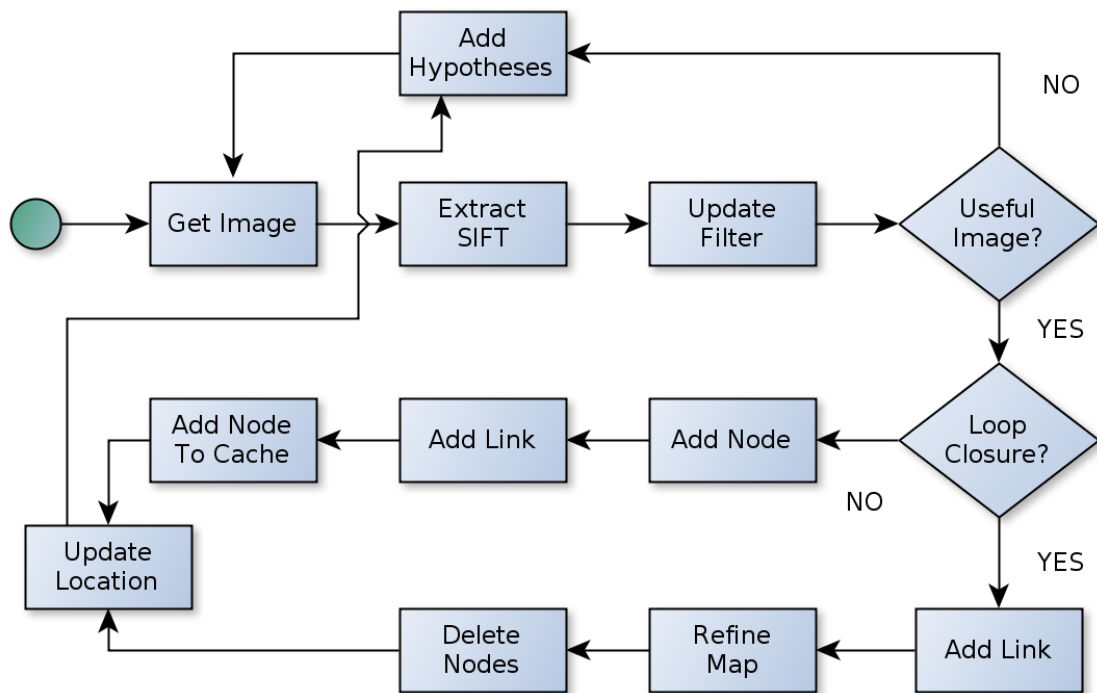 Add
Hypotheses
NO
Get Image
Extract
SIFT
Update
Filter
Useful
Image?
YES
Add Node
To Cache
Add Link
Add Node
Loop
Closure?
NO
Update
Location
YES
Delete
Nodes
Refine
Map
Add Link